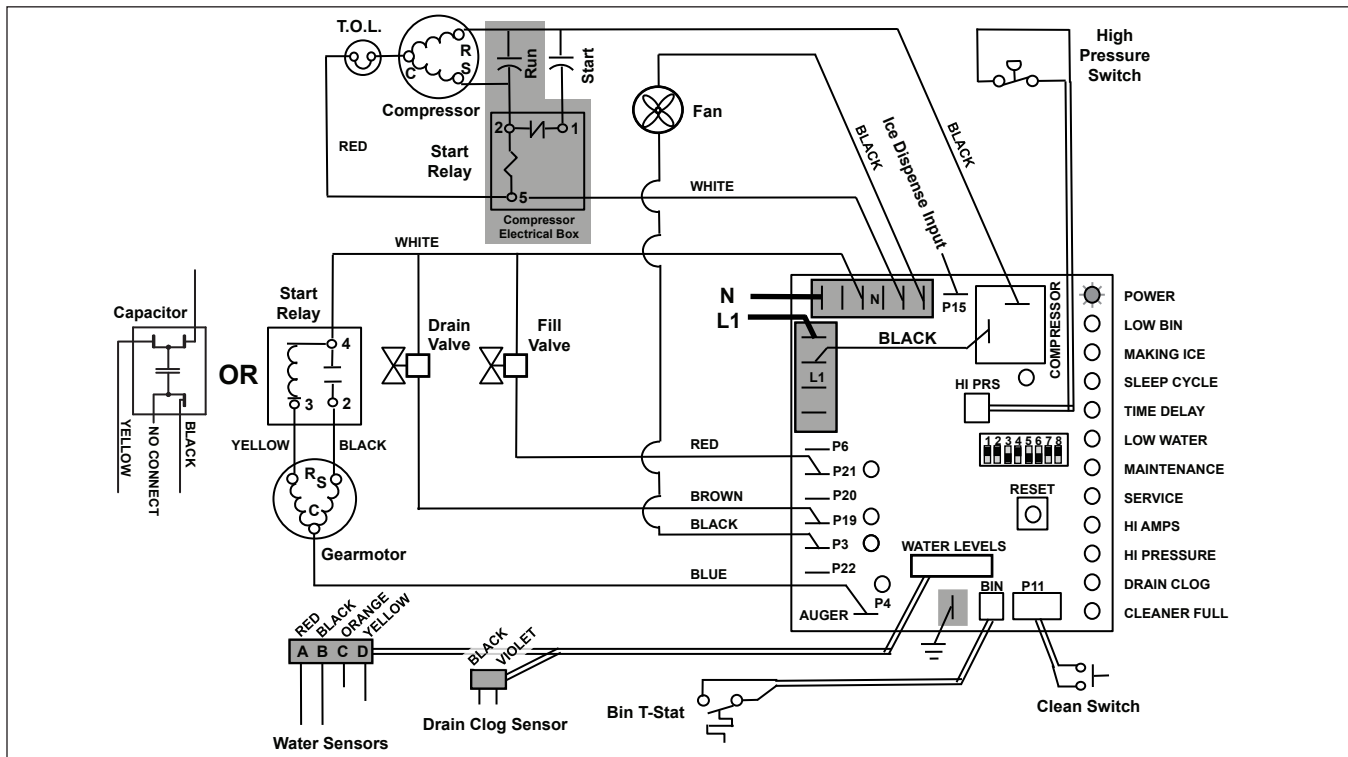 T.O.L.
R
S
C
Compressor
Run
Start
High
Pressure
Switch
Fan
2
1
RED
Start
Relay
5
Compressor
Electrical Box
WHITE
BLACK
Ice Dispense Input
BLACK
WHITE
Capacitor
YELLOW
NO CONNECT
BLACK
OR
Start
Relay
4
3
2
YELLOW
BLACK
R
S
C
Gearmotor
Drain
Valve
Fill
Valve
N
L1
N
P15
L1
BLACK
COMPRESSOR
HI PRS
1 2 3 4 5 6 7 8
RESET
POWER
LOW BIN
MAKING ICE
SLEEP CYCLE
TIME DELAY
LOW WATER
MAINTENANCE
SERVICE
HI AMPS
HI PRESSURE
DRAIN CLOG
CLEANER FULL
P6
RED
P21
P20
BROWN
P19
BLACK
P3
P22
BLUE
P4
AUGER
WATER LEVELS
BIN
P11
RED
BLACK
ORANGE
YELLOW
A B C D
Water Sensors
BLACK
VIOLET
Drain Clog Sensor
Bin T-Stat
Clean Switch